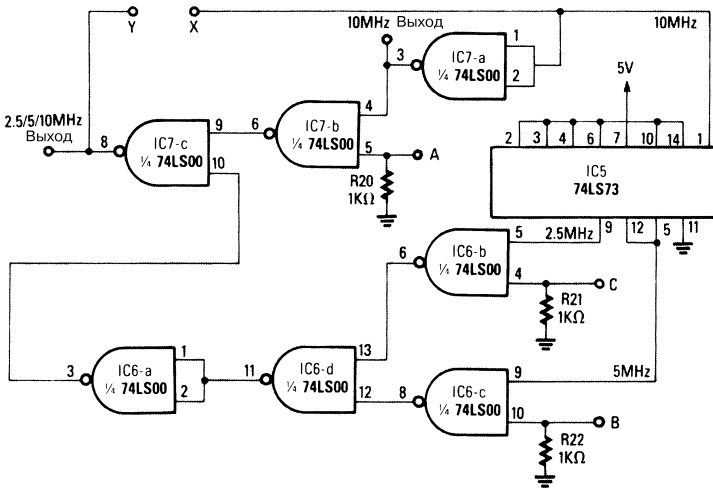 Y X
10MHz Выход
10MHz
3
IC7-a
¼ 74LS00
1
2
5V
2.5/5/10MHz
Выход
8
IC7-c
¼ 74LS00
9
10
6
IC7-b
¼ 74LS00
4
5
A
R20
1KΩ
2 3 4 6 7 10 14 1
IC5
74LS73
9 12 5 11
2.5MHz
6
IC6-b
¼ 74LS00
5
4
C
R21
1KΩ
3
IC6-a
¼ 74LS00
1
2
11
IC6-d
¼ 74LS00
13
12
8
IC6-c
¼ 74LS00
9
10
5MHz
B
R22
1KΩ